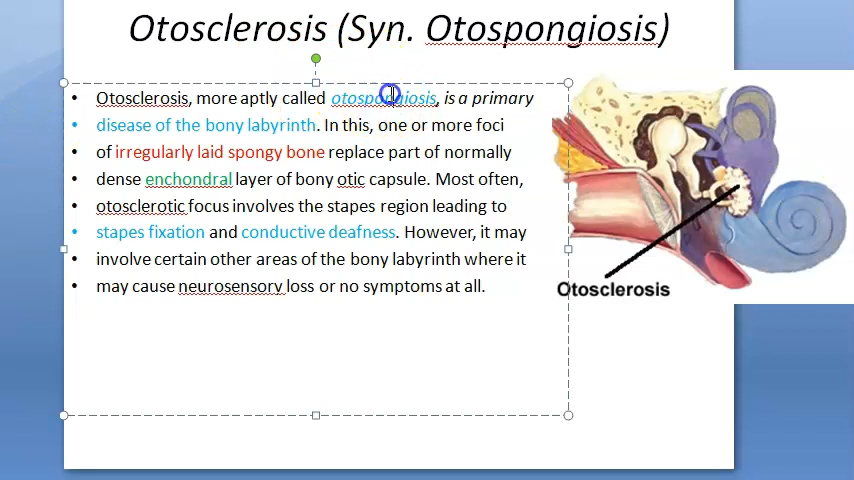 Otosclerosis (Syn. Otospongiosis)
• Otosclerosis, more aptly called otospongiosis, is a primary
• disease of the bony labyrinth. In this, one or more foci
• of irregularly laid spongy bone replace part of normally
• dense enchondral layer of bony otic capsule. Most often,
• otosclerotic focus involves the stapes region leading to
• stapes fixation and conductive deafness. However, it may
• involve certain other areas of the bony labyrinth where it
• may cause neurosensory loss or no symptoms at all.
Otosclerosis